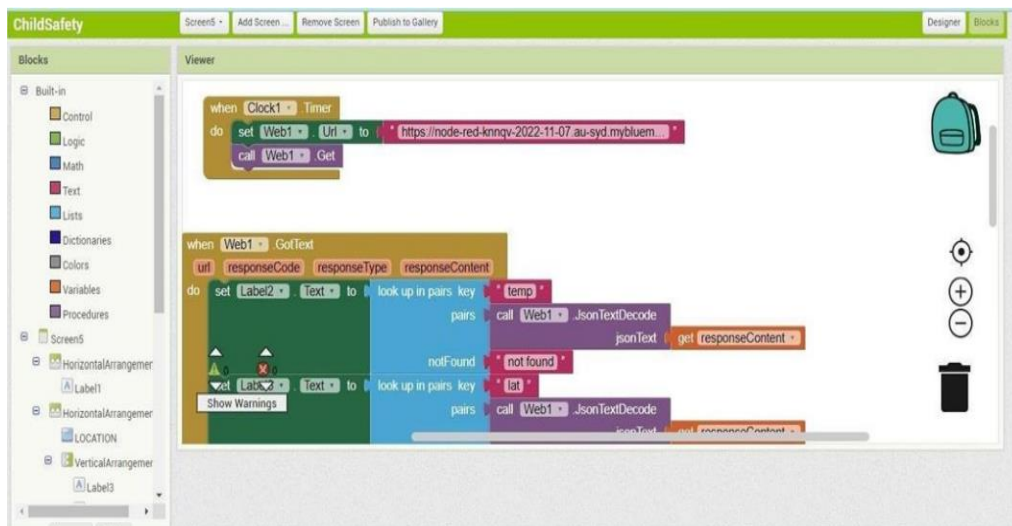 ChildSafety
Screen5 Add Screen ... Remove Screen Publish to Gallery Designer Blocks
Blocks
Viewer
Built-in
Control
Logic
Math
Text
Lists
Dictionaries
Colors
Variables
Procedures
Screen5
HorizontalArrangemer
Label1
HorizontalArrangemer
LOCATION
VerticalArrangemer
Label3
when Clock1 .Timer
do set Web1 . Url to " https://node-red-knnqv-2022-11-07.au-syd.mybluem... "
call Web1 .Get
when Web1 .GotText
url responseCode responseType responseContent
do set Label2 . Text to look up in pairs key " temp "
pairs call Web1 .JsonTextDecode
jsonText get responseContent
notFound " not found "
0 0
set Label3 . Text to look up in pairs key " lat "
Show Warnings
pairs call Web1 .JsonTextDecode
jsonText get responseContent